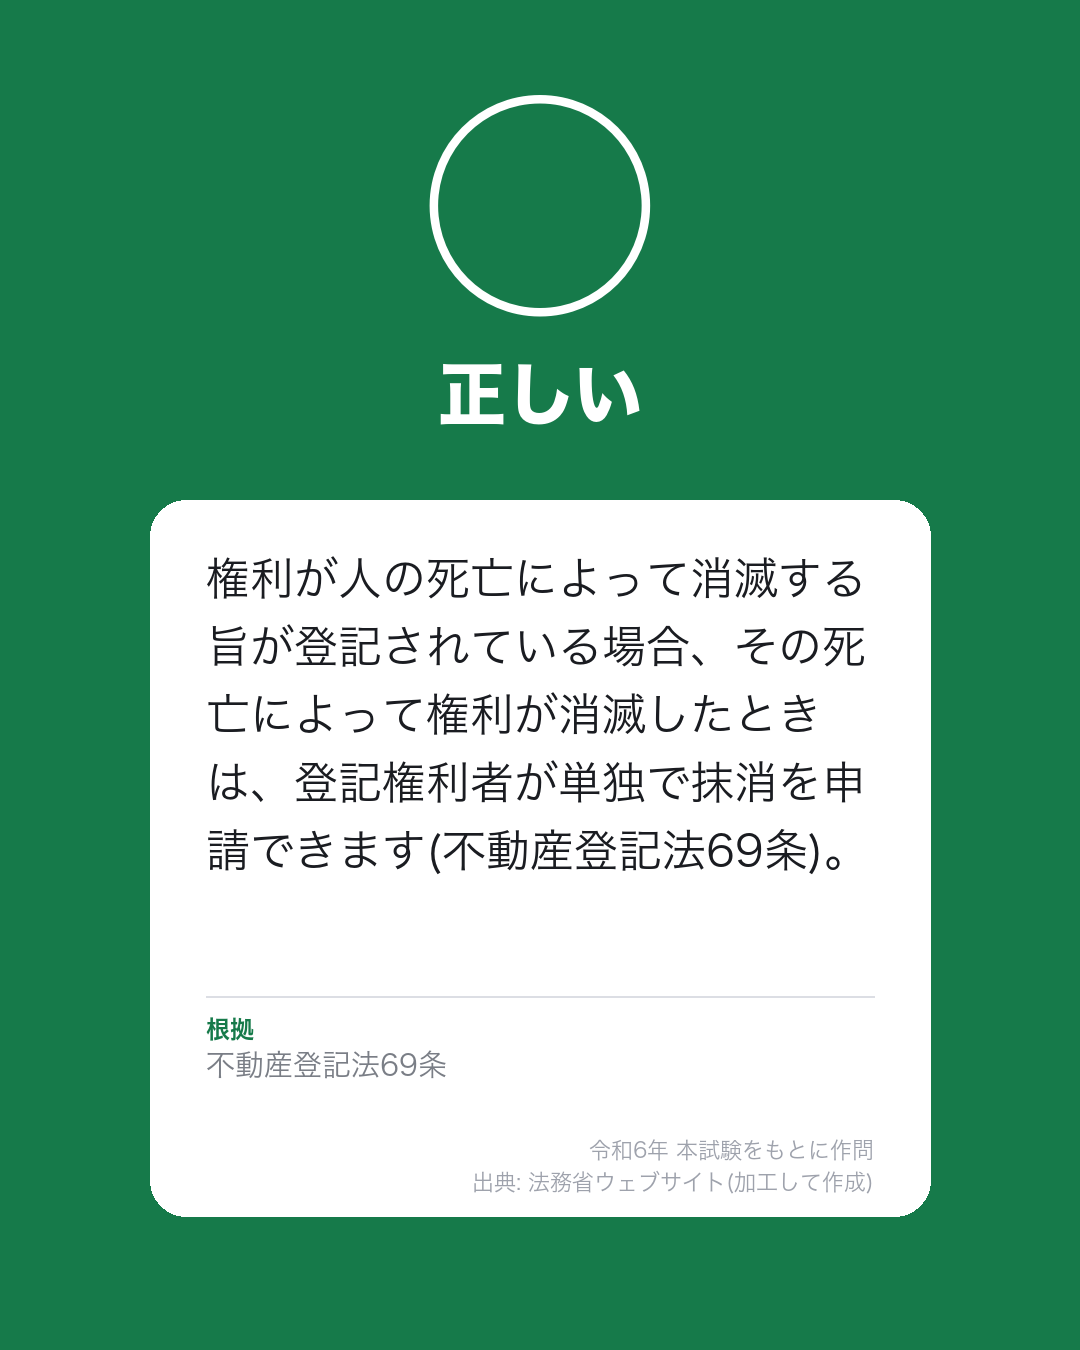 正しい
権利が人の死亡によって消滅する
旨が登記されている場合、その死
亡によって権利が消滅したとき
は、登記権利者が単独で抹消を申
請できます(不動産登記法69条)。
根拠
不動産登記法69条
令和6年 本試験をもとに作問
出典: 法務省ウェブサイト(加工して作成)